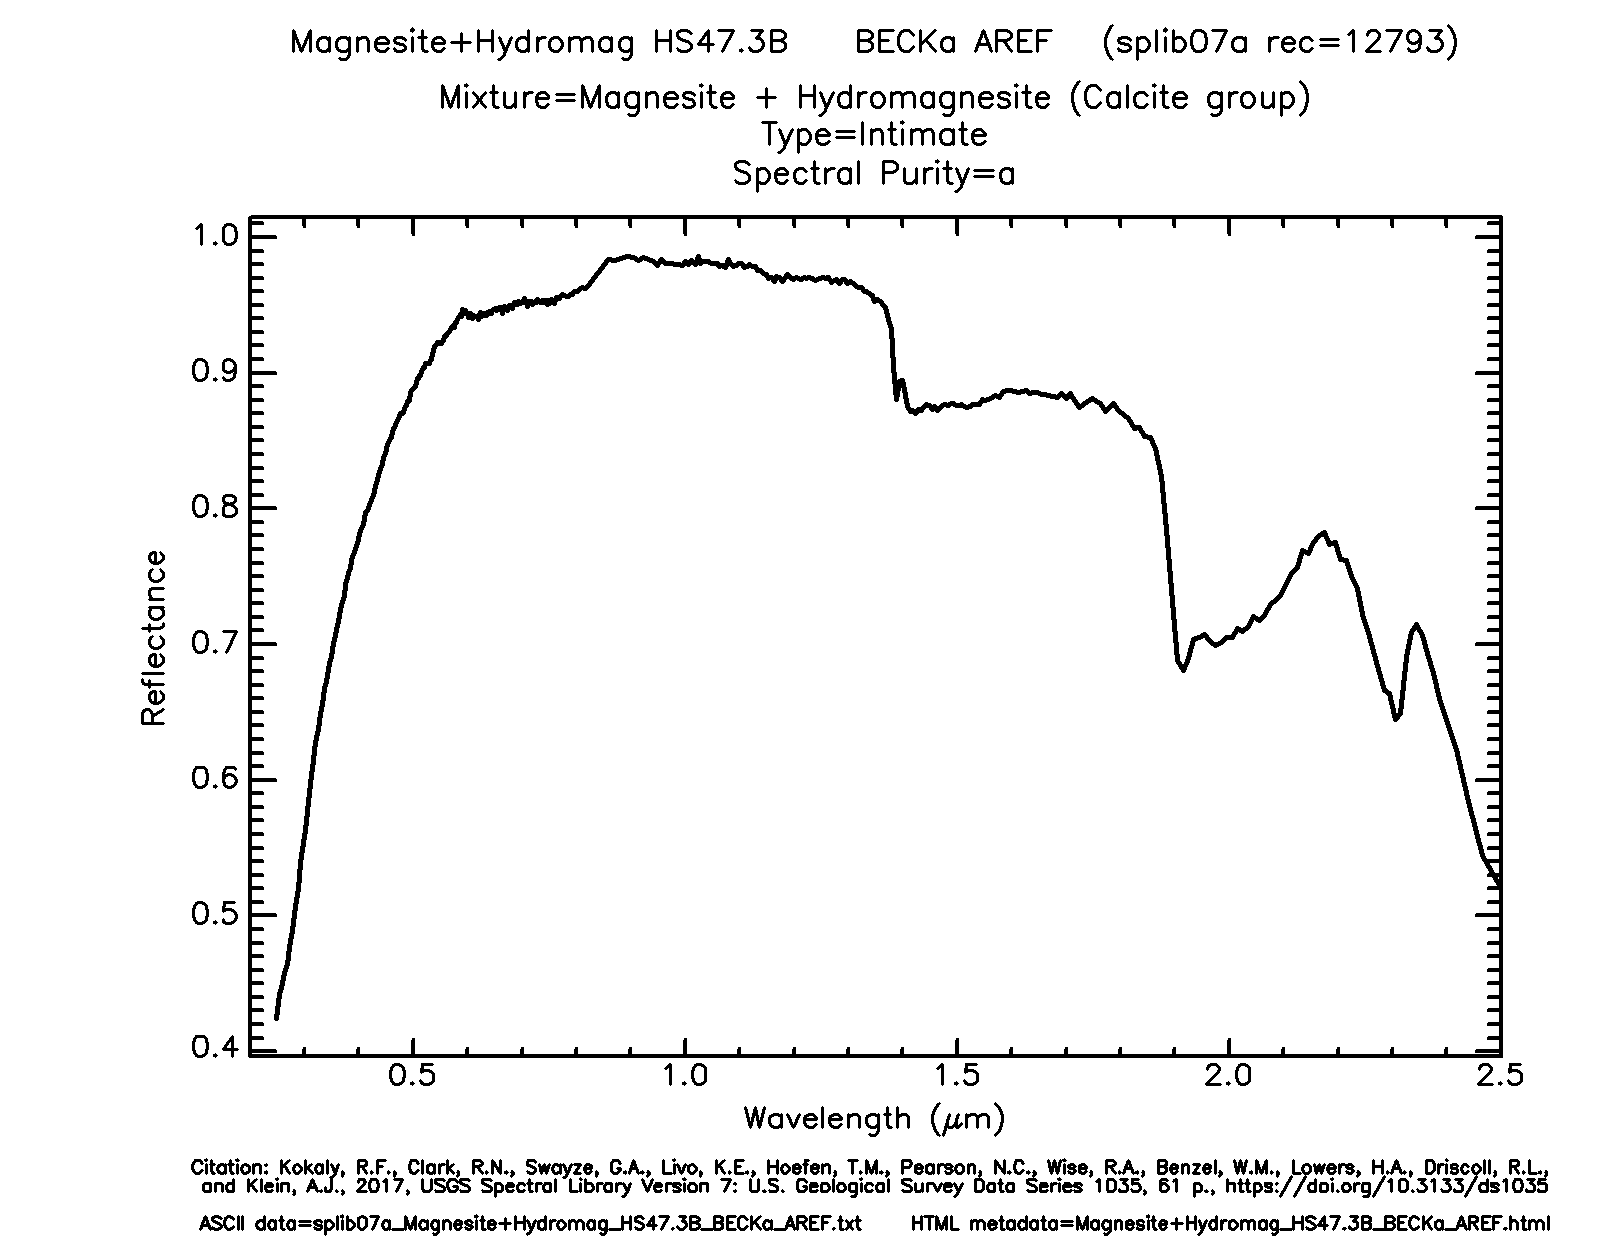 Magnesite+Hydromag HS47.3B BECKa AREF (splib07a rec=12793)
Mixture=Magnesite + Hydromagnesite (Calcite group)
Type=Intimate
Spectral Purity=a
1.0
0.9
0.8
0.7
0.6
0.5
0.4
Reflectance
0.5 1.0 1.5 2.0 2.5
Wavelength (μm)
Citation: Kokaly, R.F., Clark, R.N., Swayze, G.A., Livo, K.E., Hoefen, T.M., Pearson, N.C., Wise, R.A., Benzel, W.M., Lowers, H.A., Driscoll, R.L.,
and Klein, A.J., 2017, USGS Spectral Library Version 7: U.S. Geological Survey Data Series 1035, 61 p., https://doi.org/10.3133/ds1035
ASCII data=splib07a_Magnesite+Hydromag_HS47.3B_BECKa_AREF.txt HTML metadata=Magnesite+Hydromag_HS47.3B_BECKa_AREF.html